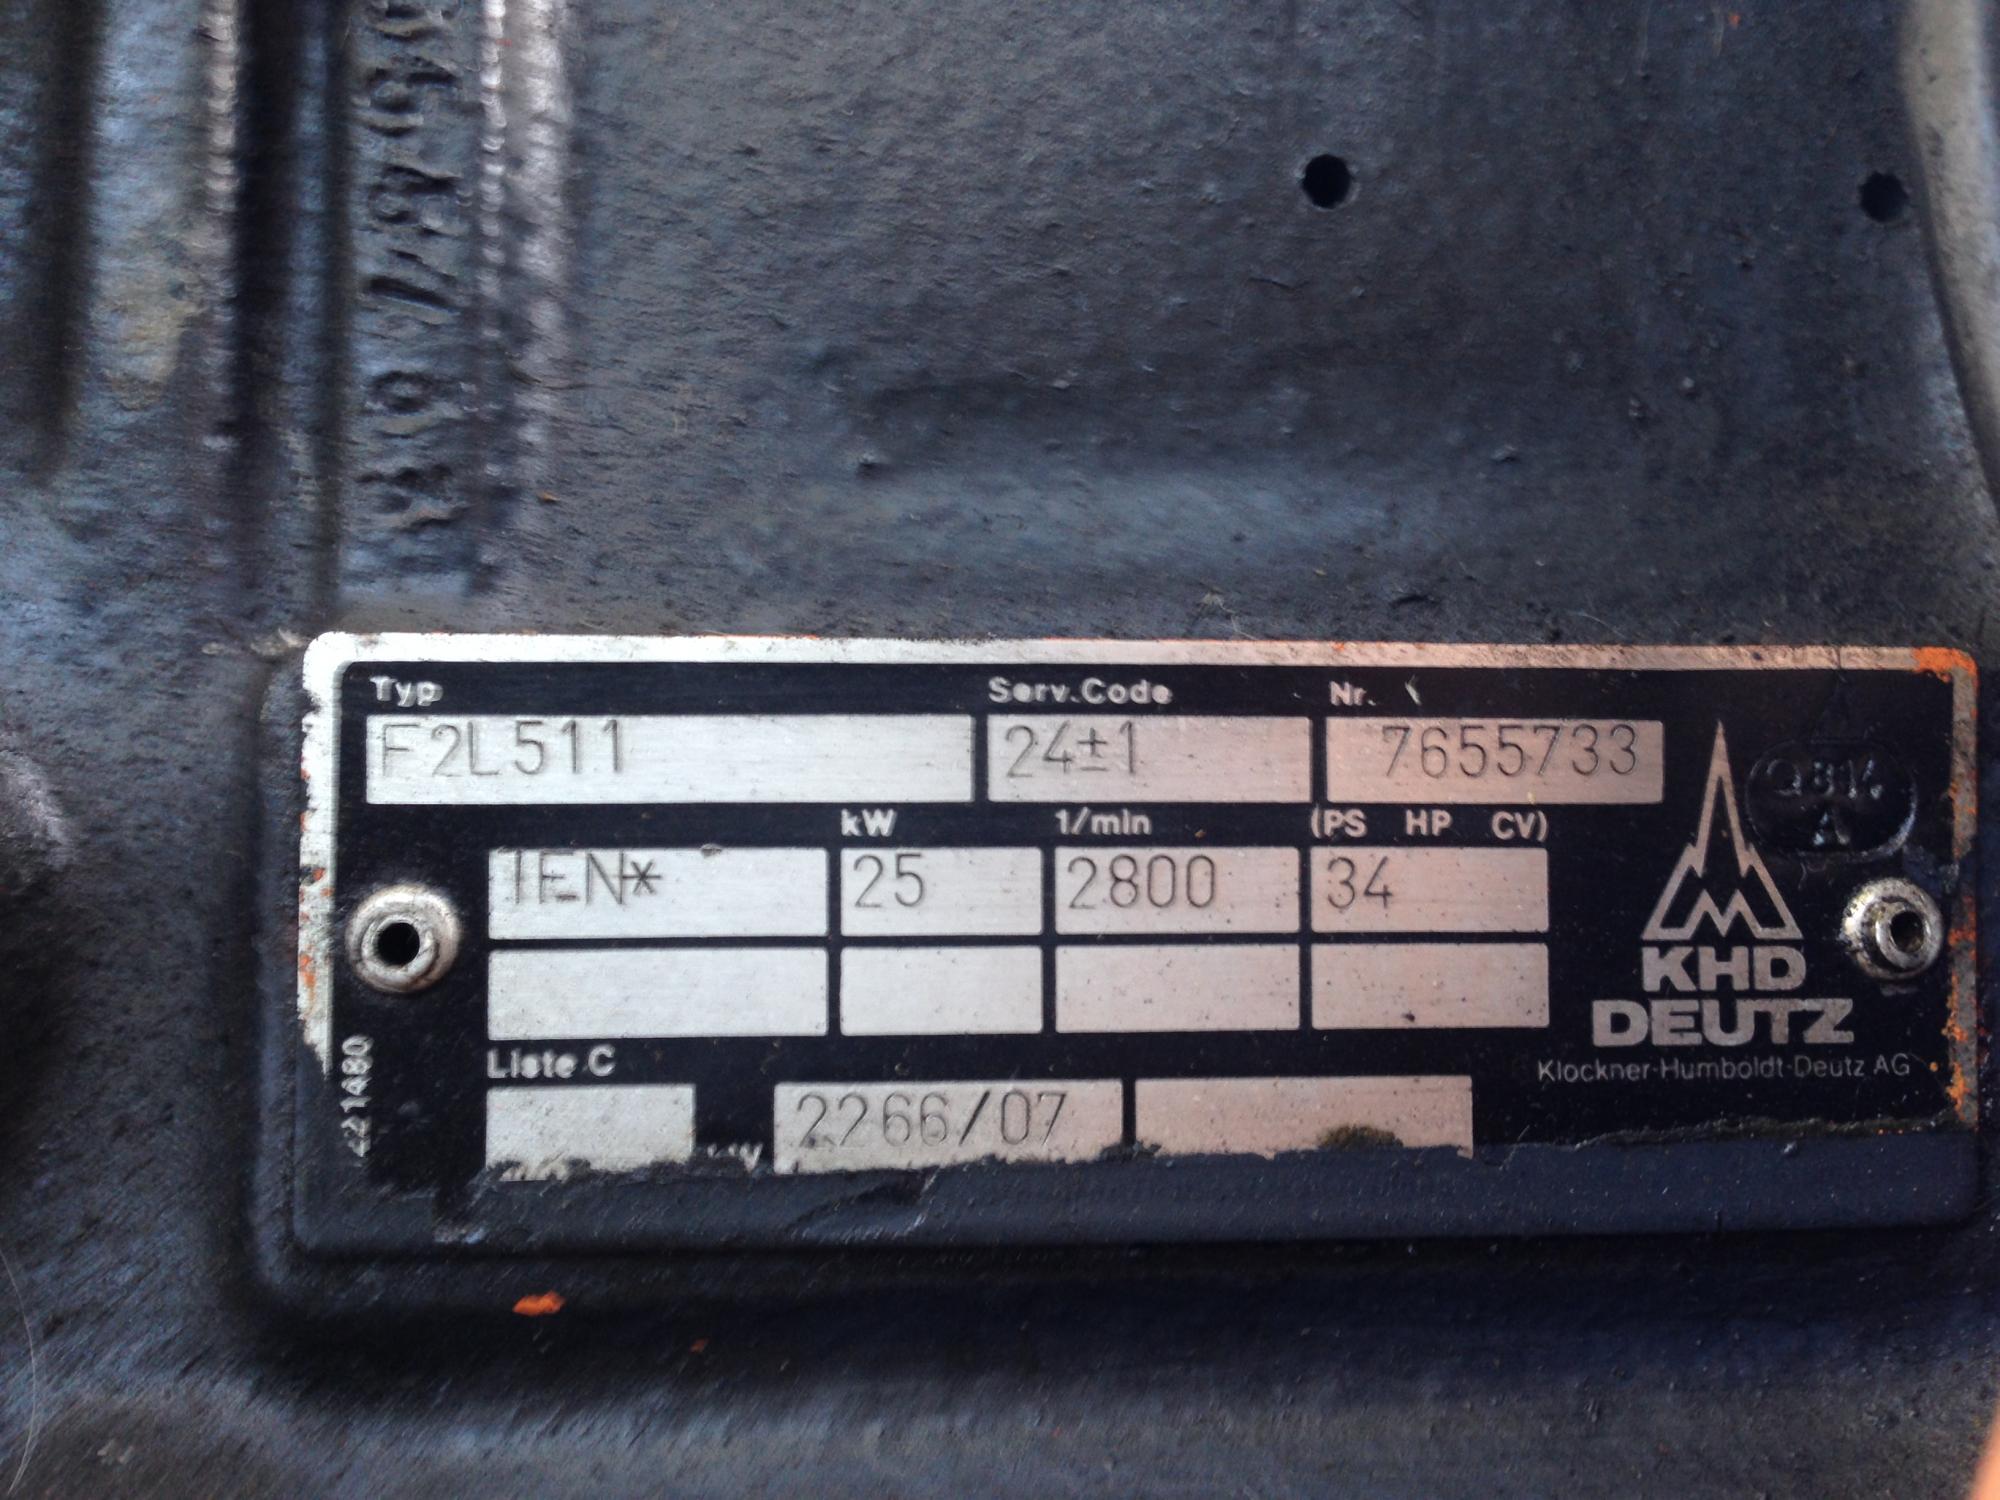 Typ Serv.Code Nr.
F2L511 24±1 7655733
kW 1/min (PS HP CV)
IEN* 25 2800 34
KHD
DEUTZ
Klockner-Humboldt-Deutz AG
Liste C
2266/07
221480